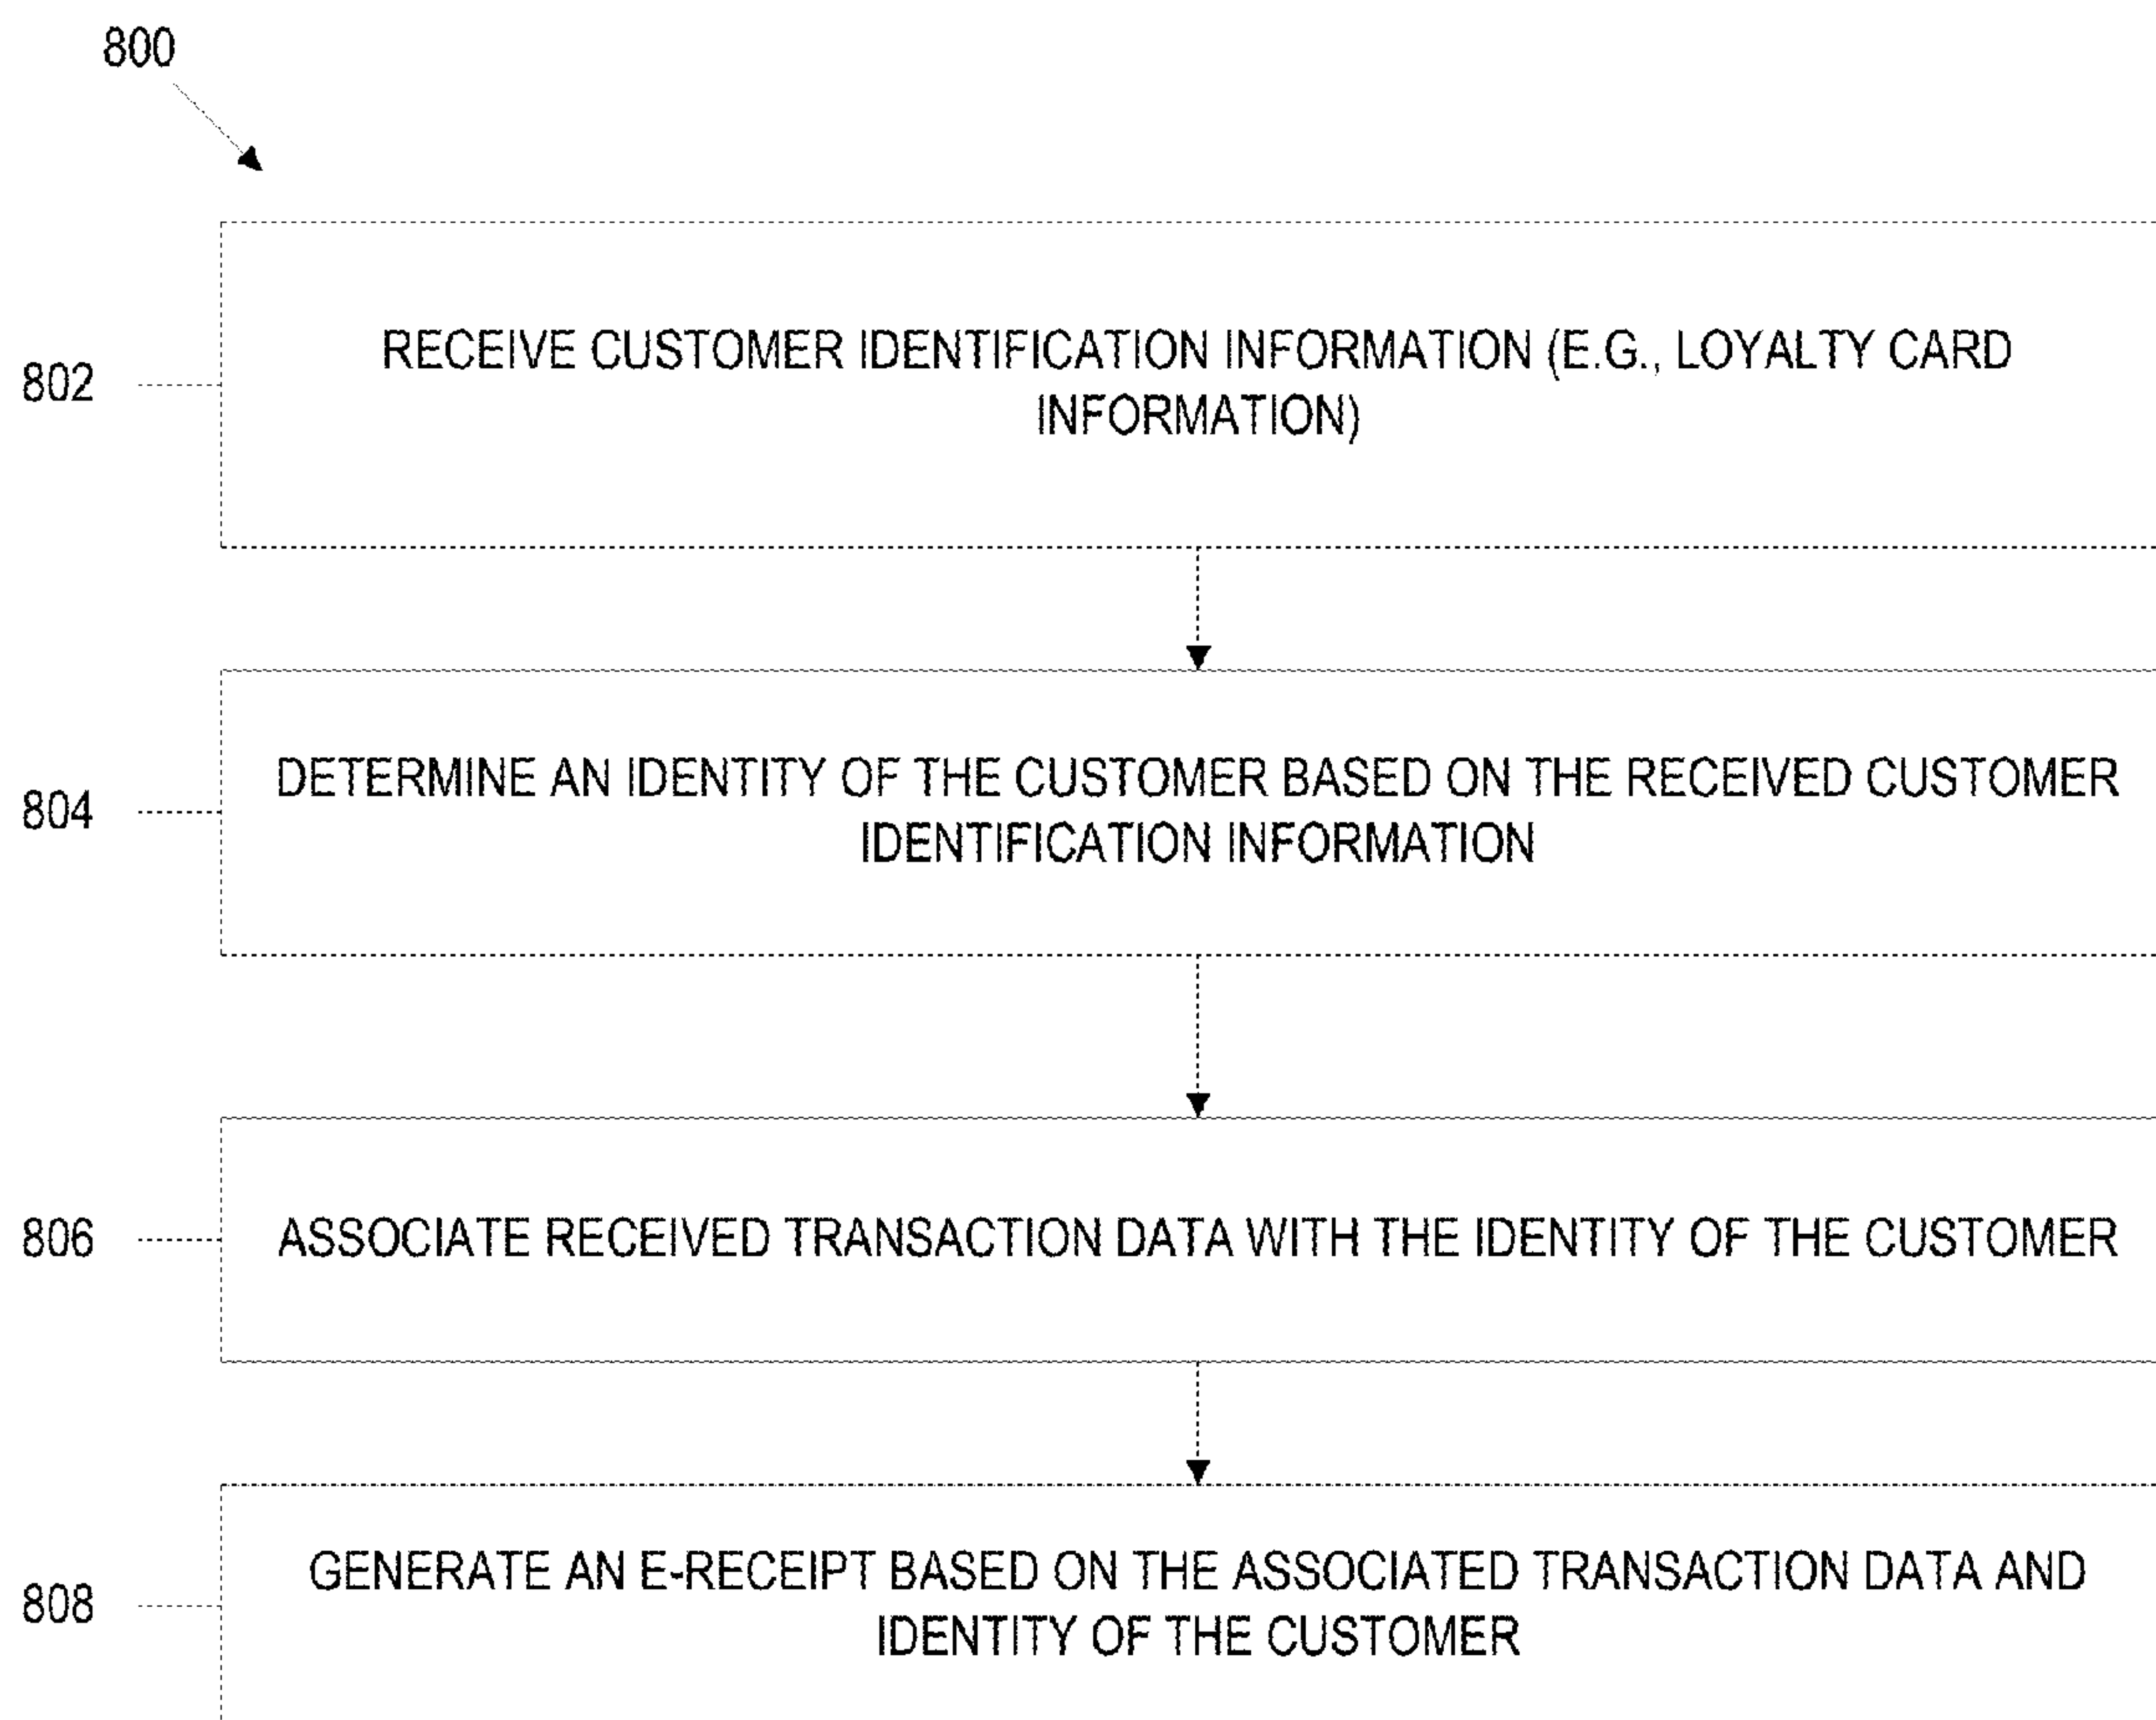 800
802
RECEIVE CUSTOMER IDENTIFICATION INFORMATION (E.G., LOYALTY CARD
INFORMATION)
804
DETERMINE AN IDENTITY OF THE CUSTOMER BASED ON THE RECEIVED CUSTOMER
IDENTIFICATION INFORMATION
806
ASSOCIATE RECEIVED TRANSACTION DATA WITH THE IDENTITY OF THE CUSTOMER
808
GENERATE AN E-RECEIPT BASED ON THE ASSOCIATED TRANSACTION DATA AND
IDENTITY OF THE CUSTOMER